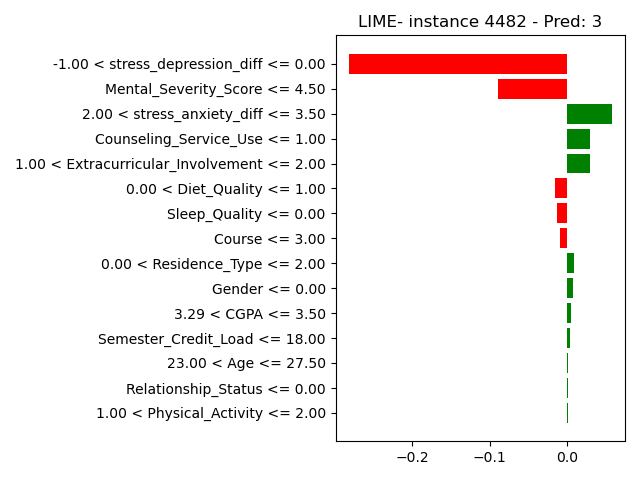 LIME- instance 4482 - Pred: 3
-1.00 < stress_depression_diff <= 0.00
Mental_Severity_Score <= 4.50
2.00 < stress_anxiety_diff <= 3.50
Counseling_Service_Use <= 1.00
1.00 < Extracurricular_Involvement <= 2.00
0.00 < Diet_Quality <= 1.00
Sleep_Quality <= 0.00
Course <= 3.00
0.00 < Residence_Type <= 2.00
Gender <= 0.00
3.29 < CGPA <= 3.50
Semester_Credit_Load <= 18.00
23.00 < Age <= 27.50
Relationship_Status <= 0.00
1.00 < Physical_Activity <= 2.00
−0.2 −0.1 0.0